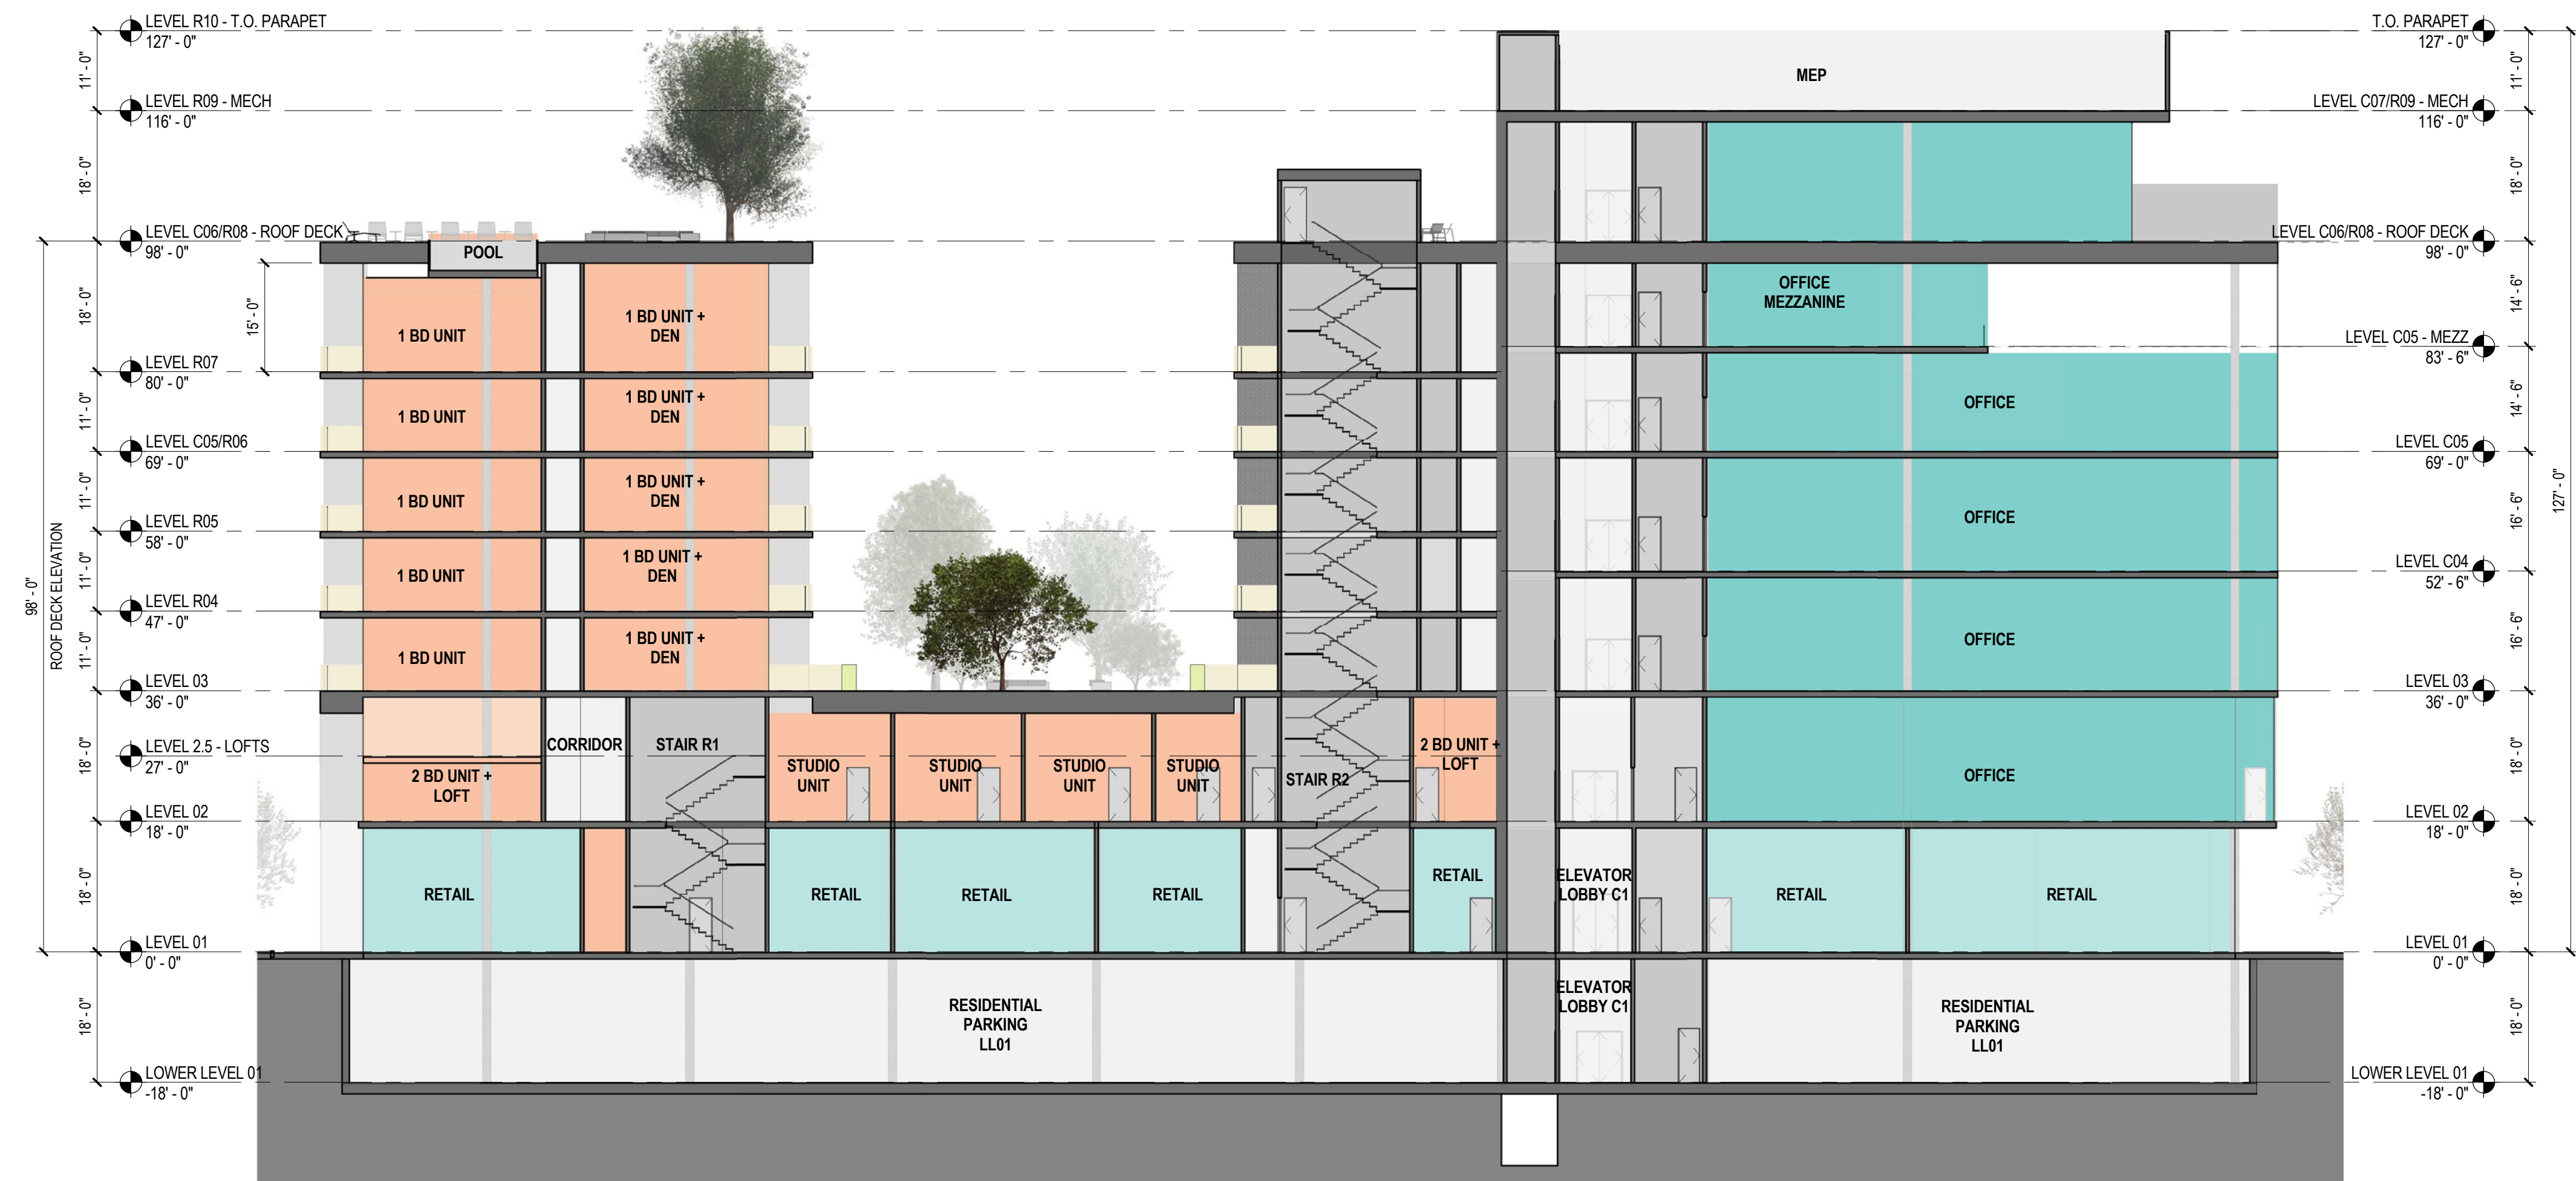 LEVEL R10 - T.O. PARAPET
127' - 0"
11' - 0"
LEVEL R09 - MECH
116' - 0"
18' - 0"
LEVEL C06/R08 - ROOF DECK
98' - 0"
18' - 0"
15' - 0"
LEVEL R07
80' - 0"
11' - 0"
LEVEL C05/R06
69' - 0"
11' - 0"
LEVEL R05
58' - 0"
11' - 0"
LEVEL R04
47' - 0"
11' - 0"
LEVEL 03
36' - 0"
18' - 0"
LEVEL 2.5 - LOFTS
27' - 0"
LEVEL 02
18' - 0"
18' - 0"
LEVEL 01
0' - 0"
18' - 0"
LOWER LEVEL 01
-18' - 0"
98' - 0"
ROOF DECK ELEVATION
POOL
1 BD UNIT
1 BD UNIT +
DEN
1 BD UNIT
1 BD UNIT +
DEN
1 BD UNIT
1 BD UNIT +
DEN
1 BD UNIT
1 BD UNIT +
DEN
1 BD UNIT
1 BD UNIT +
DEN
2 BD UNIT +
LOFT
CORRIDOR
STAIR R1
STUDIO
UNIT
STUDIO
UNIT
STUDIO
UNIT
STUDIO
UNIT
STAIR R2
2 BD UNIT +
LOFT
RETAIL
RETAIL
RETAIL
RETAIL
RETAIL
ELEVATOR
LOBBY C1
RETAIL
RETAIL
RESIDENTIAL
PARKING
LL01
ELEVATOR
LOBBY C1
RESIDENTIAL
PARKING
LL01
MEP
OFFICE
MEZZANINE
OFFICE
OFFICE
OFFICE
OFFICE
T.O. PARAPET
127' - 0"
11' - 0"
LEVEL C07/R09 - MECH
116' - 0"
18' - 0"
LEVEL C06/R08 - ROOF DECK
98' - 0"
14' - 6"
LEVEL C05 - MEZZ
83' - 6"
14' - 6"
LEVEL C05
69' - 0"
16' - 6"
LEVEL C04
52' - 6"
16' - 6"
LEVEL 03
36' - 0"
18' - 0"
LEVEL 02
18' - 0"
18' - 0"
LEVEL 01
0' - 0"
18' - 0"
LOWER LEVEL 01
-18' - 0"
127' - 0"